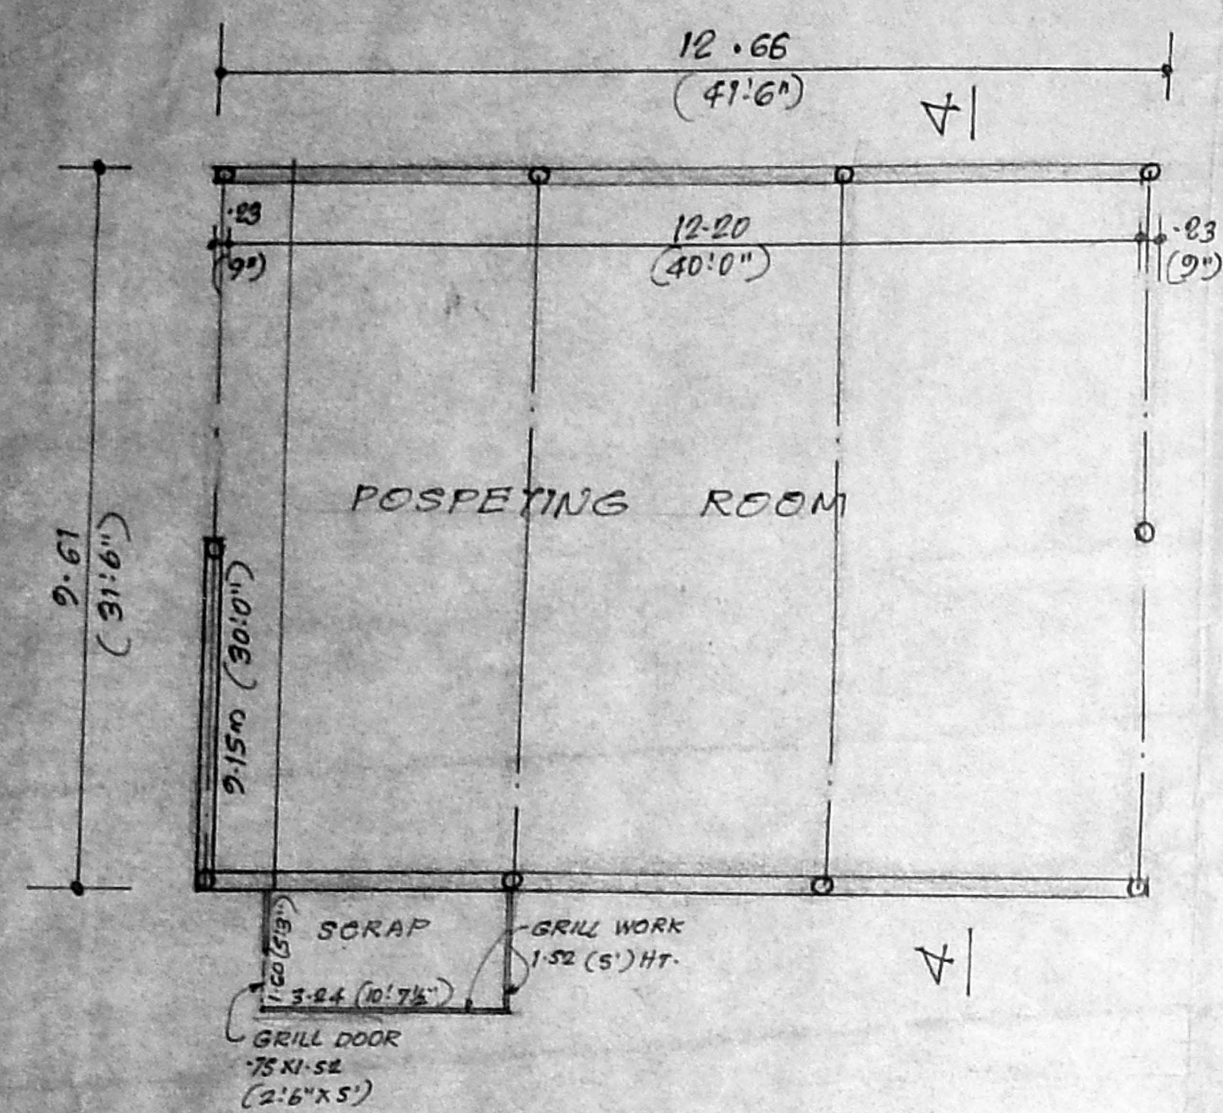 12.66
(41'6")
A
.23
(9")
12.20
(40'0")
.23
(9")
POSPETING ROOM
9.61
(31'6")
9.15m (30'0")
SCRAP
1.60 (5'3")
GRILL WORK
1.52 (5') HT.
3.24 (10'7½")
A
GRILL DOOR
.75 X 1.52
(2'6" X 5')